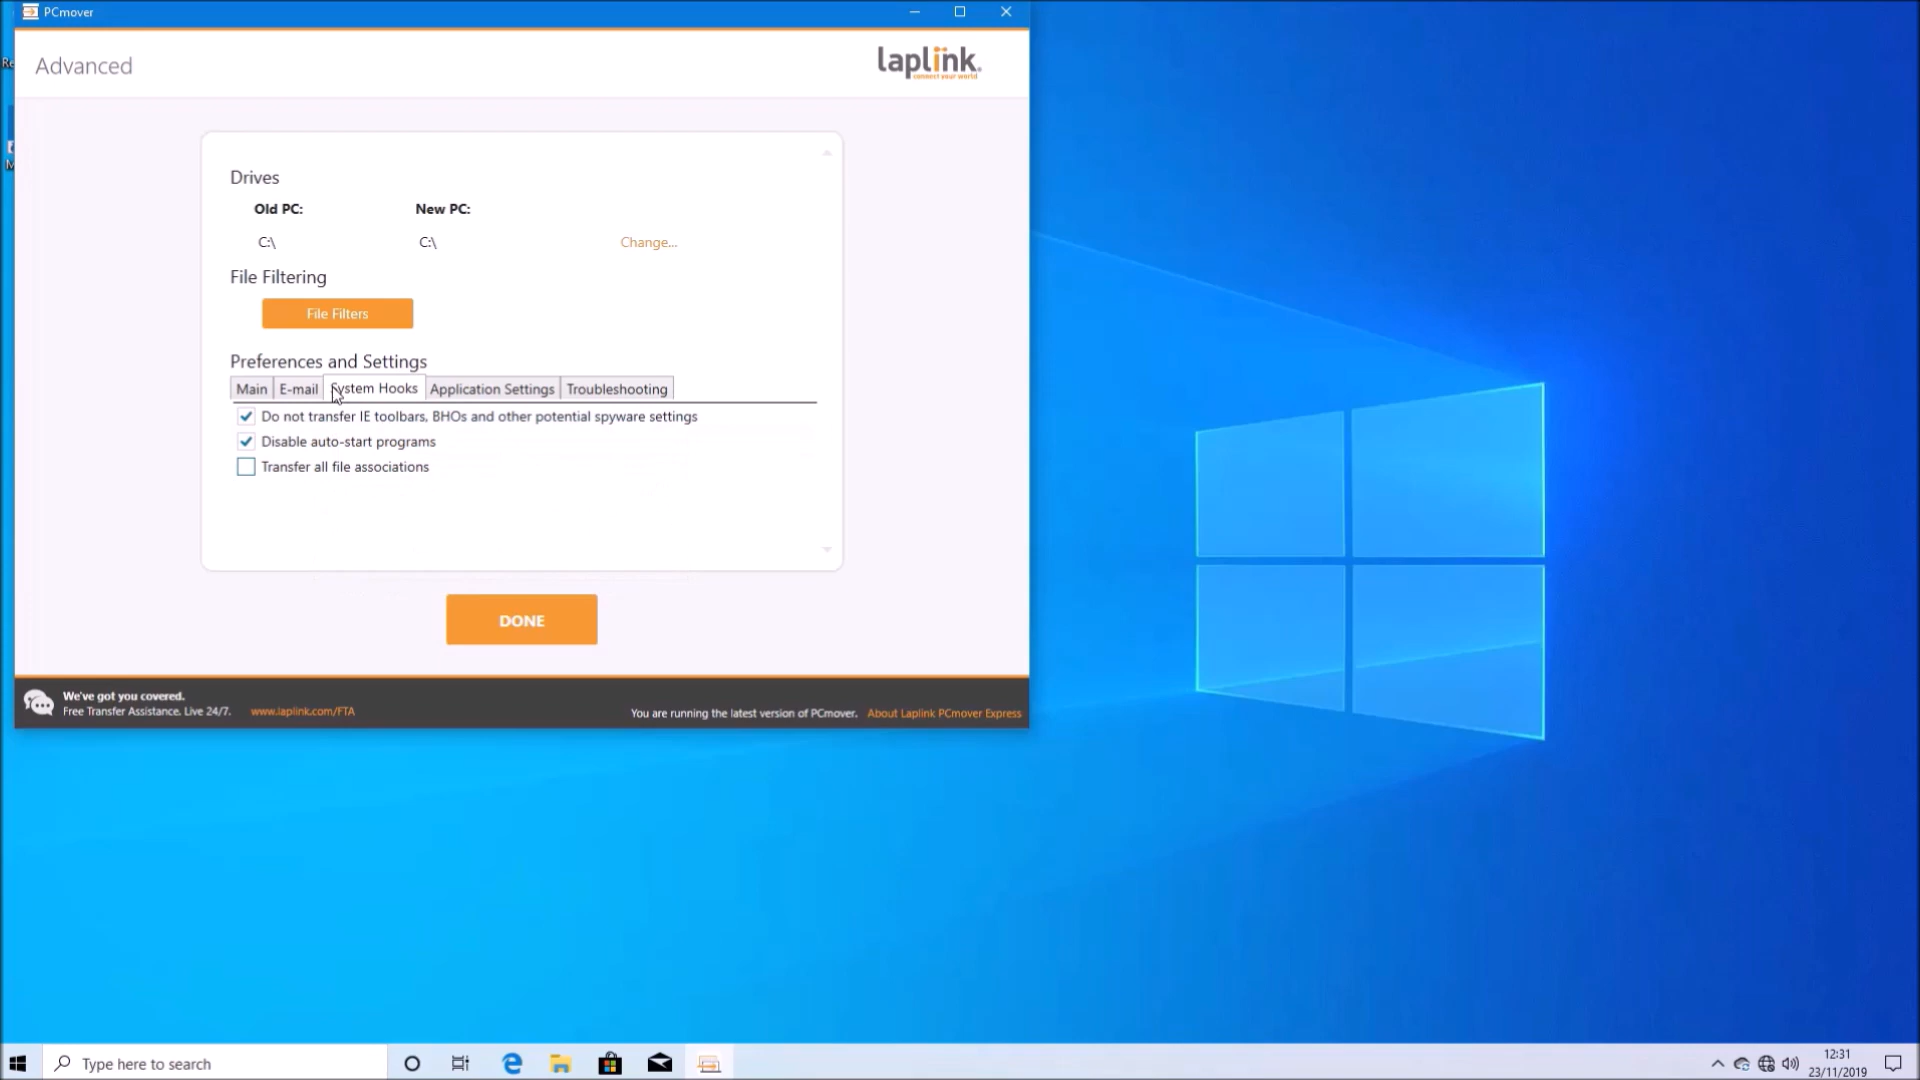 PCmover
Advanced
laplink.
connect your world
Drives
Old PC: New PC:
C:\ C:\ Change...
File Filtering
File Filters
Preferences and Settings
Main E-mail System Hooks Application Settings Troubleshooting
Do not transfer IE toolbars, BHOs and other potential spyware settings
Disable auto-start programs
Transfer all file associations
DONE
We've got you covered.
Free Transfer Assistance. Live 24/7. www.laplink.com/FTA
You are running the latest version of PCmover. About Laplink PCmover Express
Re
M
Type here to search
12:31
23/11/2019